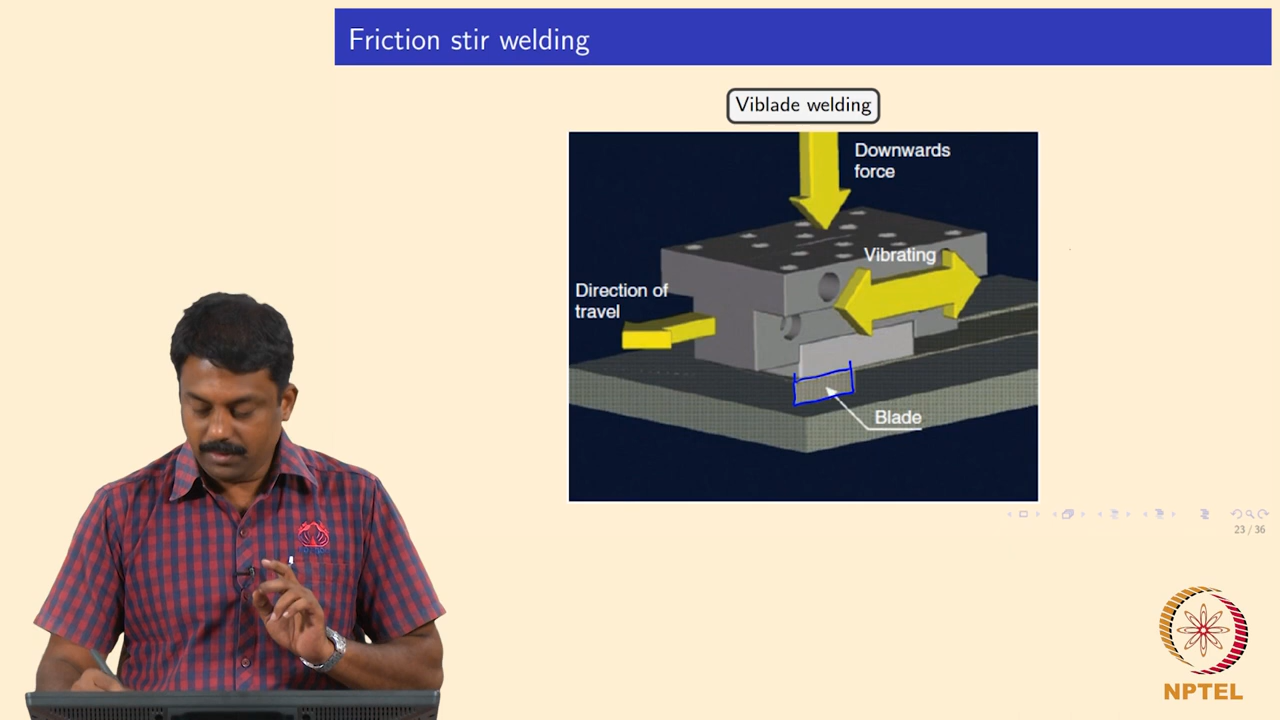 Friction stir welding
Viblade welding
Downwards
force
Vibrating
Direction of
travel
Blade
23 / 36
NPTEL